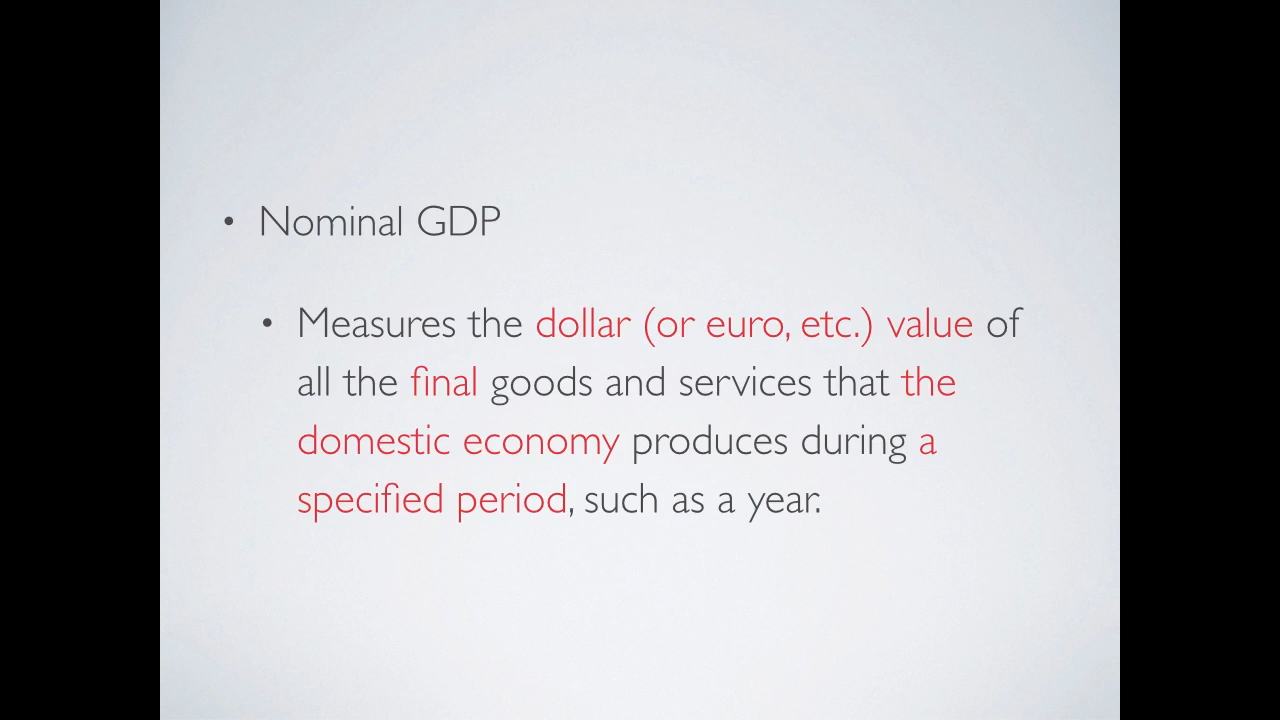 • Nominal GDP
• Measures the dollar (or euro, etc.) value of
all the final goods and services that the
domestic economy produces during a
specified period, such as a year.